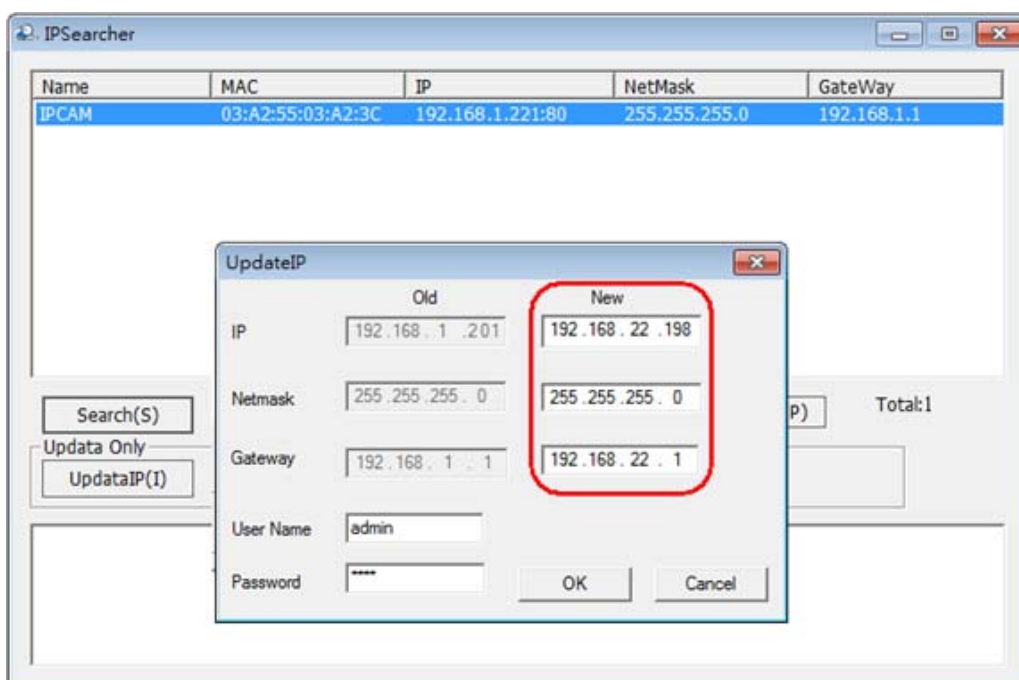 IPSearcher
Name MAC IP NetMask GateWay
IPCAM 03:A2:55:03:A2:3C 192.168.1.221:80 255.255.255.0 192.168.1.1
UpdateIP
Old New
IP 192.168.1.201 192.168.22.198
Netmask 255.255.255.0 255.255.255.0
Gateway 192.168.1.1 192.168.22.1
User Name admin
Password ****
OK Cancel
Search(S) P) Total:1
Updata Only
UpdataIP(I)